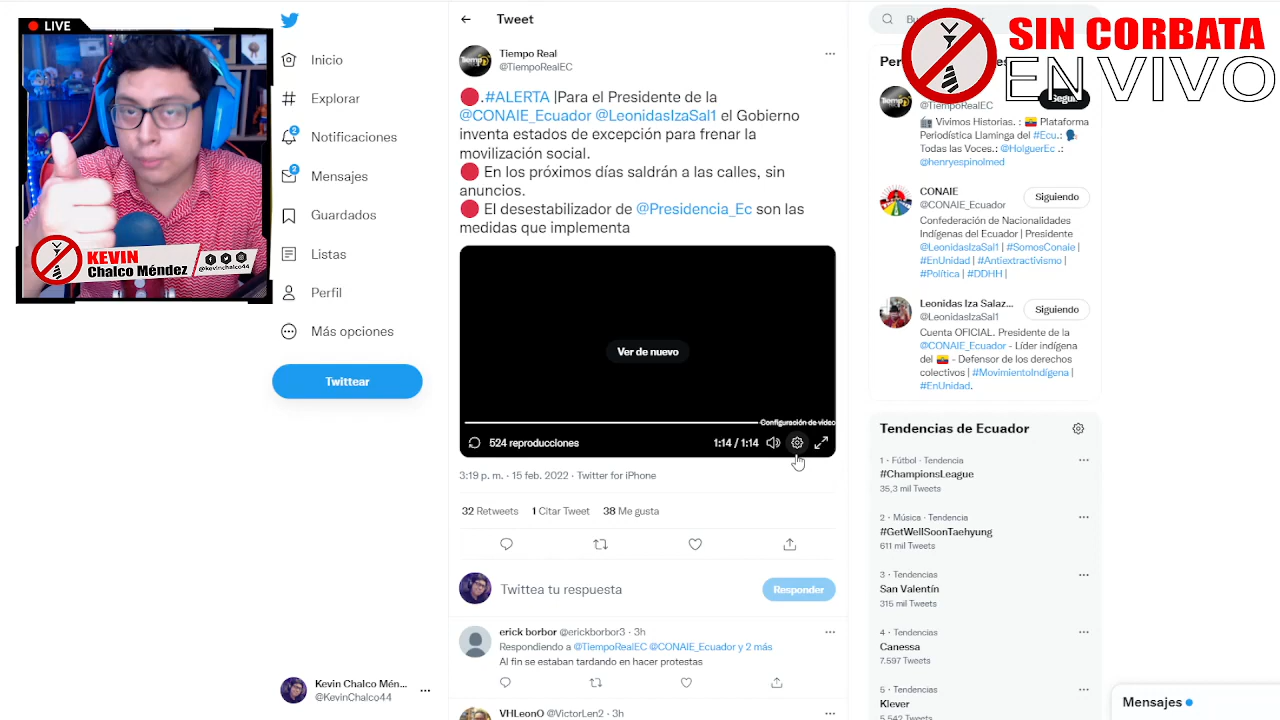 LIVE
KEVIN
Chalco Méndez
@kevinchalco44
Inicio
Explorar
2
Notificaciones
Mensajes
Guardados
Listas
Perfil
Más opciones
Twittear
Kevin Chalco Mén...
@KevinChalco44
Tweet
Tiempo Real
@TiempoRealEC
.#ALERTA |Para el Presidente de la
@CONAIE_Ecuador @LeonidasIzaSal1 el Gobierno
inventa estados de excepción para frenar la
movilización social.
En los próximos días saldrán a las calles, sin
anuncios.
El desestabilizador de @Presidencia_Ec son las
medidas que implementa
Ver de nuevo
Configuración de video
524 reproducciones
1:14 / 1:14
3:19 p. m. · 15 feb. 2022 · Twitter for iPhone
32 Retweets 1 Citar Tweet 38 Me gusta
Twittea tu respuesta
Responder
erick borbor @erickborbor3 · 3h
Respondiendo a @TiempoRealEC @CONAIE_Ecuador y 2 más
Al fin se estaban tardando en hacer protestas
VHLeonO @VictorLen2 · 3h
SIN CORBATA
EN VIVO
@TiempoRealEC
Vivimos Historias. : Plataforma
Periodística Llaminga del #Ecu.:
Todas las Voces.: @HolguerEc .:
@henryespinolmed
CONAIE
@CONAIE_Ecuador
Siguiendo
Confederación de Nacionalidades
Indígenas del Ecuador | Presidente
@LeonidasIzaSal1 | #SomosConaie |
#EnUnidad | #Antiextractivismo |
#Política | #DDHH |
Leonidas Iza Salaz...
@LeonidasIzaSal1
Siguiendo
Cuenta OFICIAL. Presidente de la
@CONAIE_Ecuador - Líder indígena
del - Defensor de los derechos
colectivos | #MovimientoIndígena |
#EnUnidad.
Tendencias de Ecuador
1 · Fútbol · Tendencia
#ChampionsLeague
35,3 mil Tweets
2 · Música · Tendencia
#GetWellSoonTaehyung
611 mil Tweets
3 · Tendencias
San Valentín
315 mil Tweets
4 · Tendencias
Canessa
7.597 Tweets
5 · Tendencias
Klever
5.542 Tweets
Mensajes